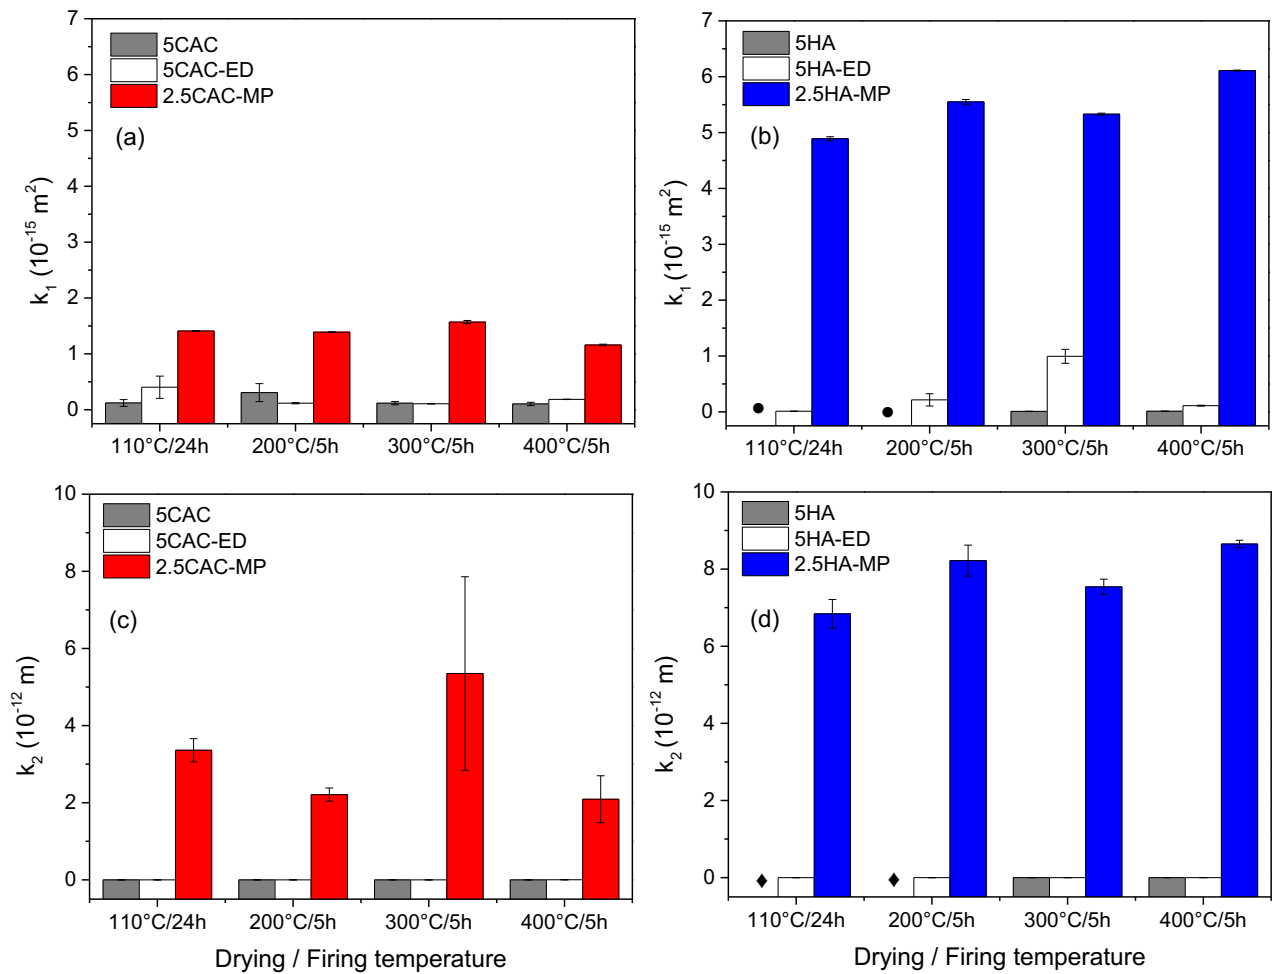 7
6
5
4
3
2
1
0
k1 (10-15 m2)
5CAC
5CAC-ED
2.5CAC-MP
(a)
110°C/24h 200°C/5h 300°C/5h 400°C/5h
7
6
5
4
3
2
1
0
k1 (10-15 m2)
5HA
5HA-ED
2.5HA-MP
(b)
110°C/24h 200°C/5h 300°C/5h 400°C/5h
10
8
6
4
2
0
k2 (10-12 m)
5CAC
5CAC-ED
2.5CAC-MP
(c)
110°C/24h 200°C/5h 300°C/5h 400°C/5h
Drying / Firing temperature
10
8
6
4
2
0
k2 (10-12 m)
5HA
5HA-ED
2.5HA-MP
(d)
110°C/24h 200°C/5h 300°C/5h 400°C/5h
Drying / Firing temperature